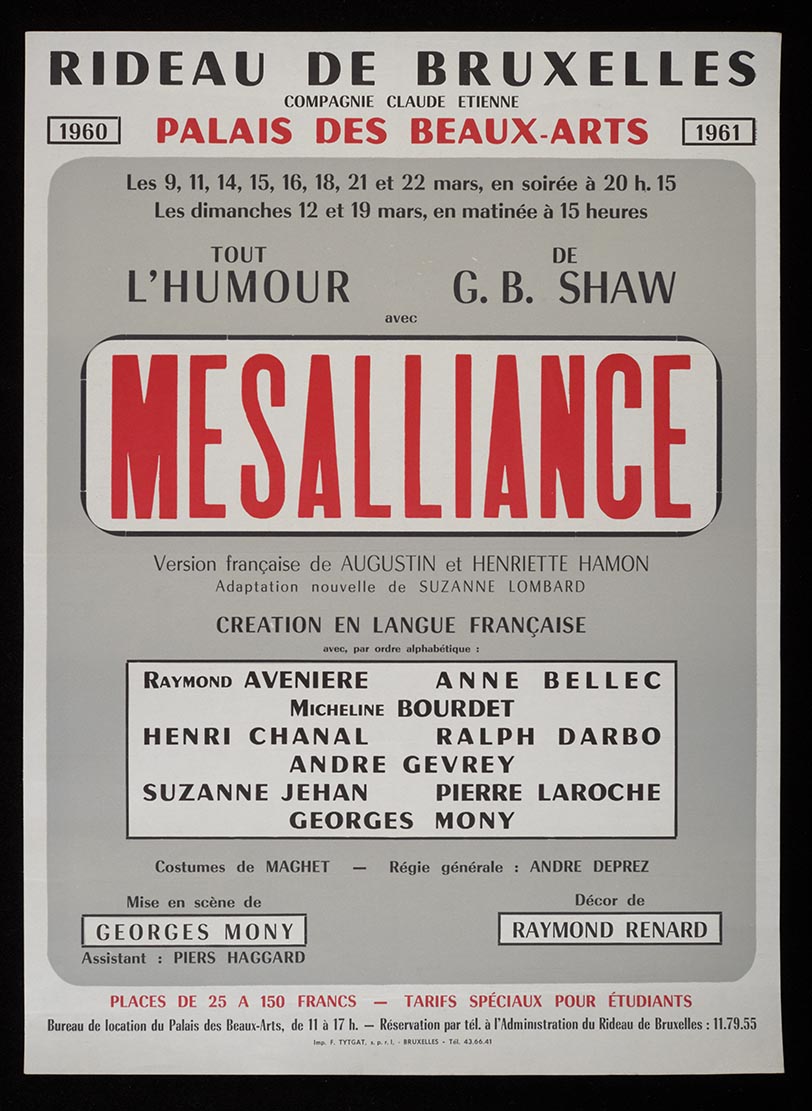 RIDEAU DE BRUXELLES
COMPAGNIE CLAUDE ETIENNE
1960 PALAIS DES BEAUX-ARTS 1961
Les 9, 11, 14, 15, 16, 18, 21 et 22 mars, en soirée à 20 h. 15
Les dimanches 12 et 19 mars, en matinée à 15 heures
TOUT DE
L'HUMOUR G. B. SHAW
avec
MESALLIANCE
Version française de AUGUSTIN et HENRIETTE HAMON
Adaptation nouvelle de SUZANNE LOMBARD
CREATION EN LANGUE FRANÇAISE
avec, par ordre alphabétique :
RAYMOND AVENIERE ANNE BELLEC
MICHELINE BOURDET
HENRI CHANAL RALPH DARBO
ANDRE GEVREY
SUZANNE JEHAN PIERRE LAROCHE
GEORGES MONY
Costumes de MAGHET — Régie générale : ANDRE DEPREZ
Mise en scène de
GEORGES MONY
Assistant : PIERS HAGGARD
Décor de
RAYMOND RENARD
PLACES DE 25 A 150 FRANCS — TARIFS SPÉCIAUX POUR ÉTUDIANTS
Bureau de location du Palais des Beaux-Arts, de 11 à 17 h. — Réservation par tél. à l'Administration du Rideau de Bruxelles : 11.79.55
Imp. F. TYTGAT, s. p. r. l. - BRUXELLES - Tél. 43.66.41